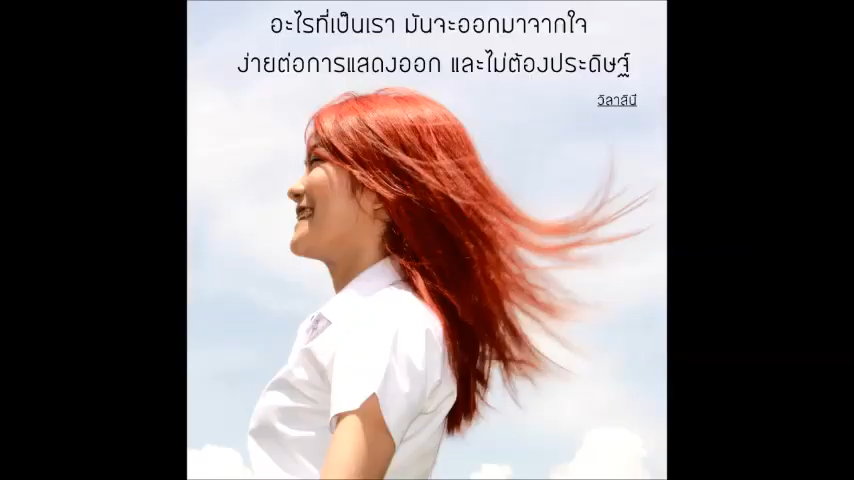 อะไรที่เป็นเรา มันจะออกมาจากใจ
ง่ายต่อการแสดงออก และไม่ต้องประดิษฐ์
วิลาสินี